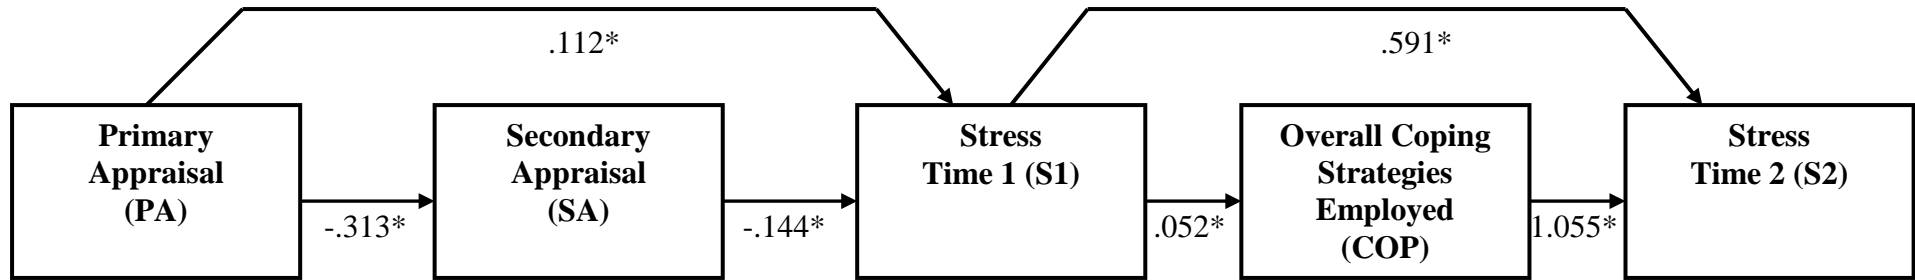 .112*
.591*
Primary
Appraisal
(PA)
Secondary
Appraisal
(SA)
Stress
Time 1 (S1)
Overall Coping
Strategies
Employed
(COP)
Stress
Time 2 (S2)
-.313*
-.144*
.052*
1.055*